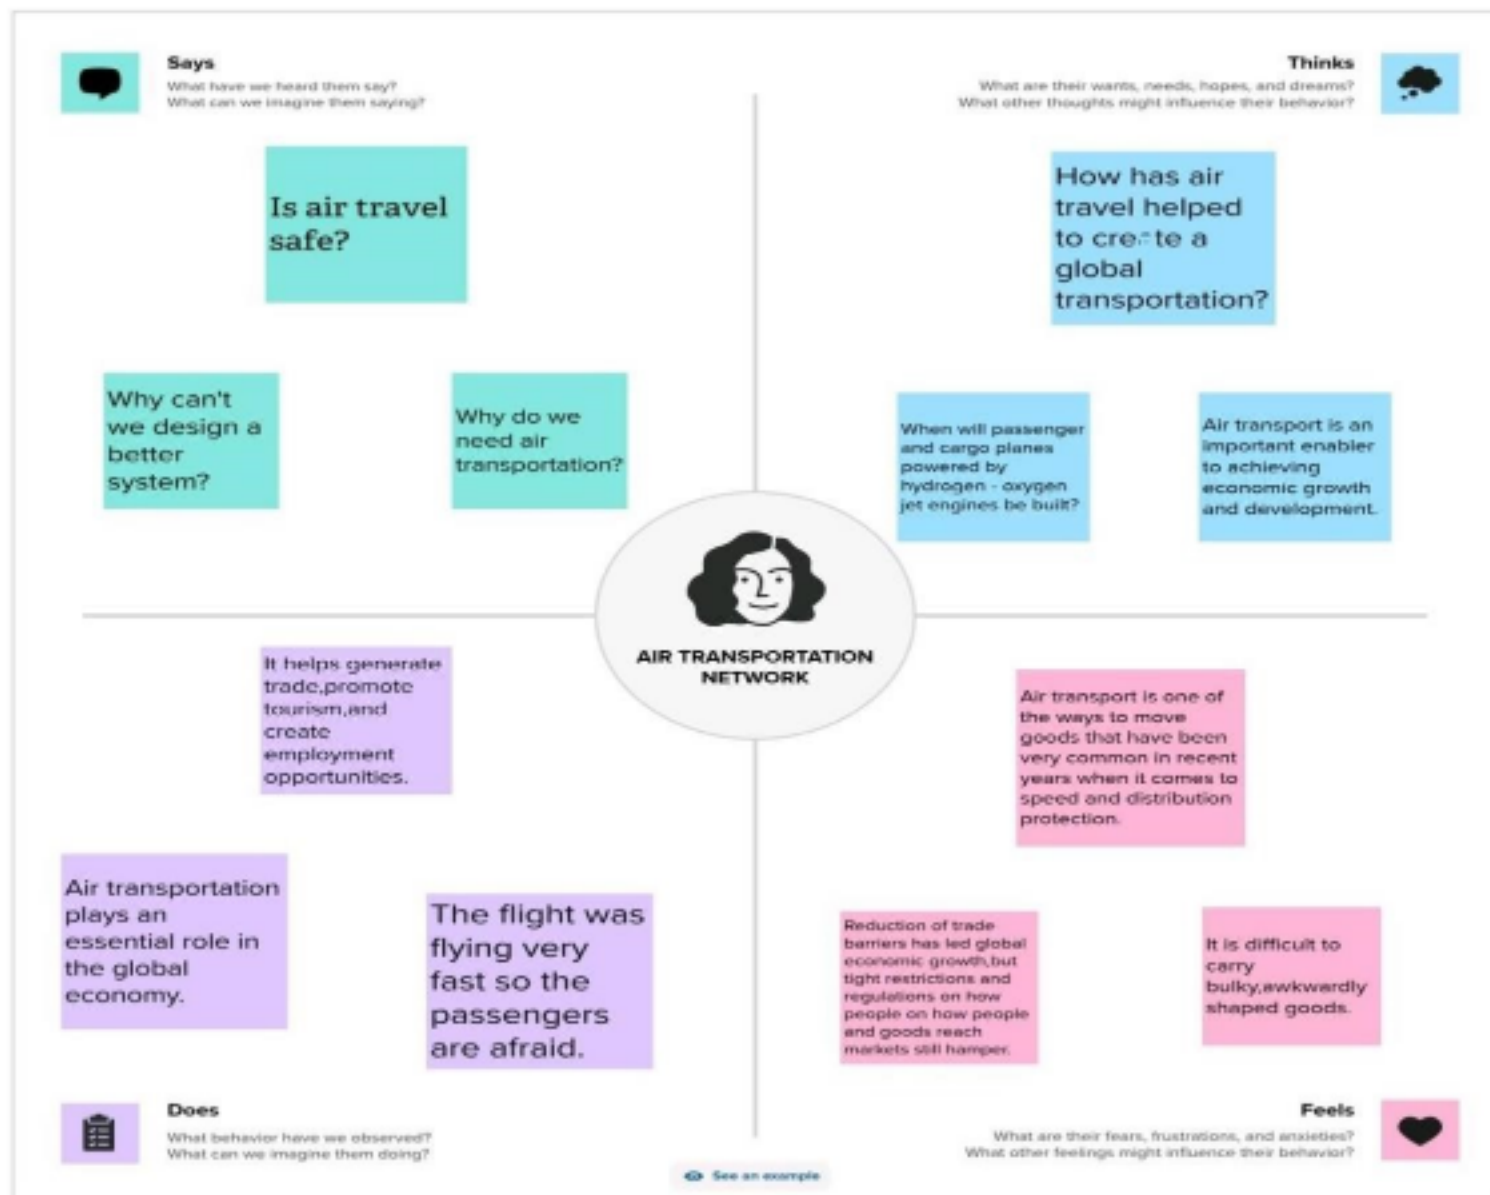 Says
What have we heard them say?
What can we imagine them saying?
Is air travel
safe?
Why can't
we design a
better
system?
Why do we
need air
transportation?
Thinks
What are their wants, needs, hopes, and dreams?
What other thoughts might influence their behavior?
How has air
travel helped
to create a
global
transportation?
When will passenger
and cargo planes
powered by
hydrogen - oxygen
jet engines be built?
Air transport is an
important enabler
to achieving
economic growth
and development.
AIR TRANSPORTATION
NETWORK
It helps generate
trade,promote
tourism,and
create
employment
opportunities.
Air transportation
plays an
essential role in
the global
economy.
The flight was
flying very
fast so the
passengers
are afraid.
Does
What behavior have we observed?
What can we imagine them doing?
Air transport is one of
the ways to move
goods that have been
very common in recent
years when it comes to
speed and distribution
protection.
Reduction of trade
barriers has led global
economic growth,but
tight restrictions and
regulations on how
people on how people
and goods reach
markets still hamper.
It is difficult to
carry
bulky,awkwardly
shaped goods.
Feels
What are their fears, frustrations, and anxieties?
What other feelings might influence their behavior?
See an example